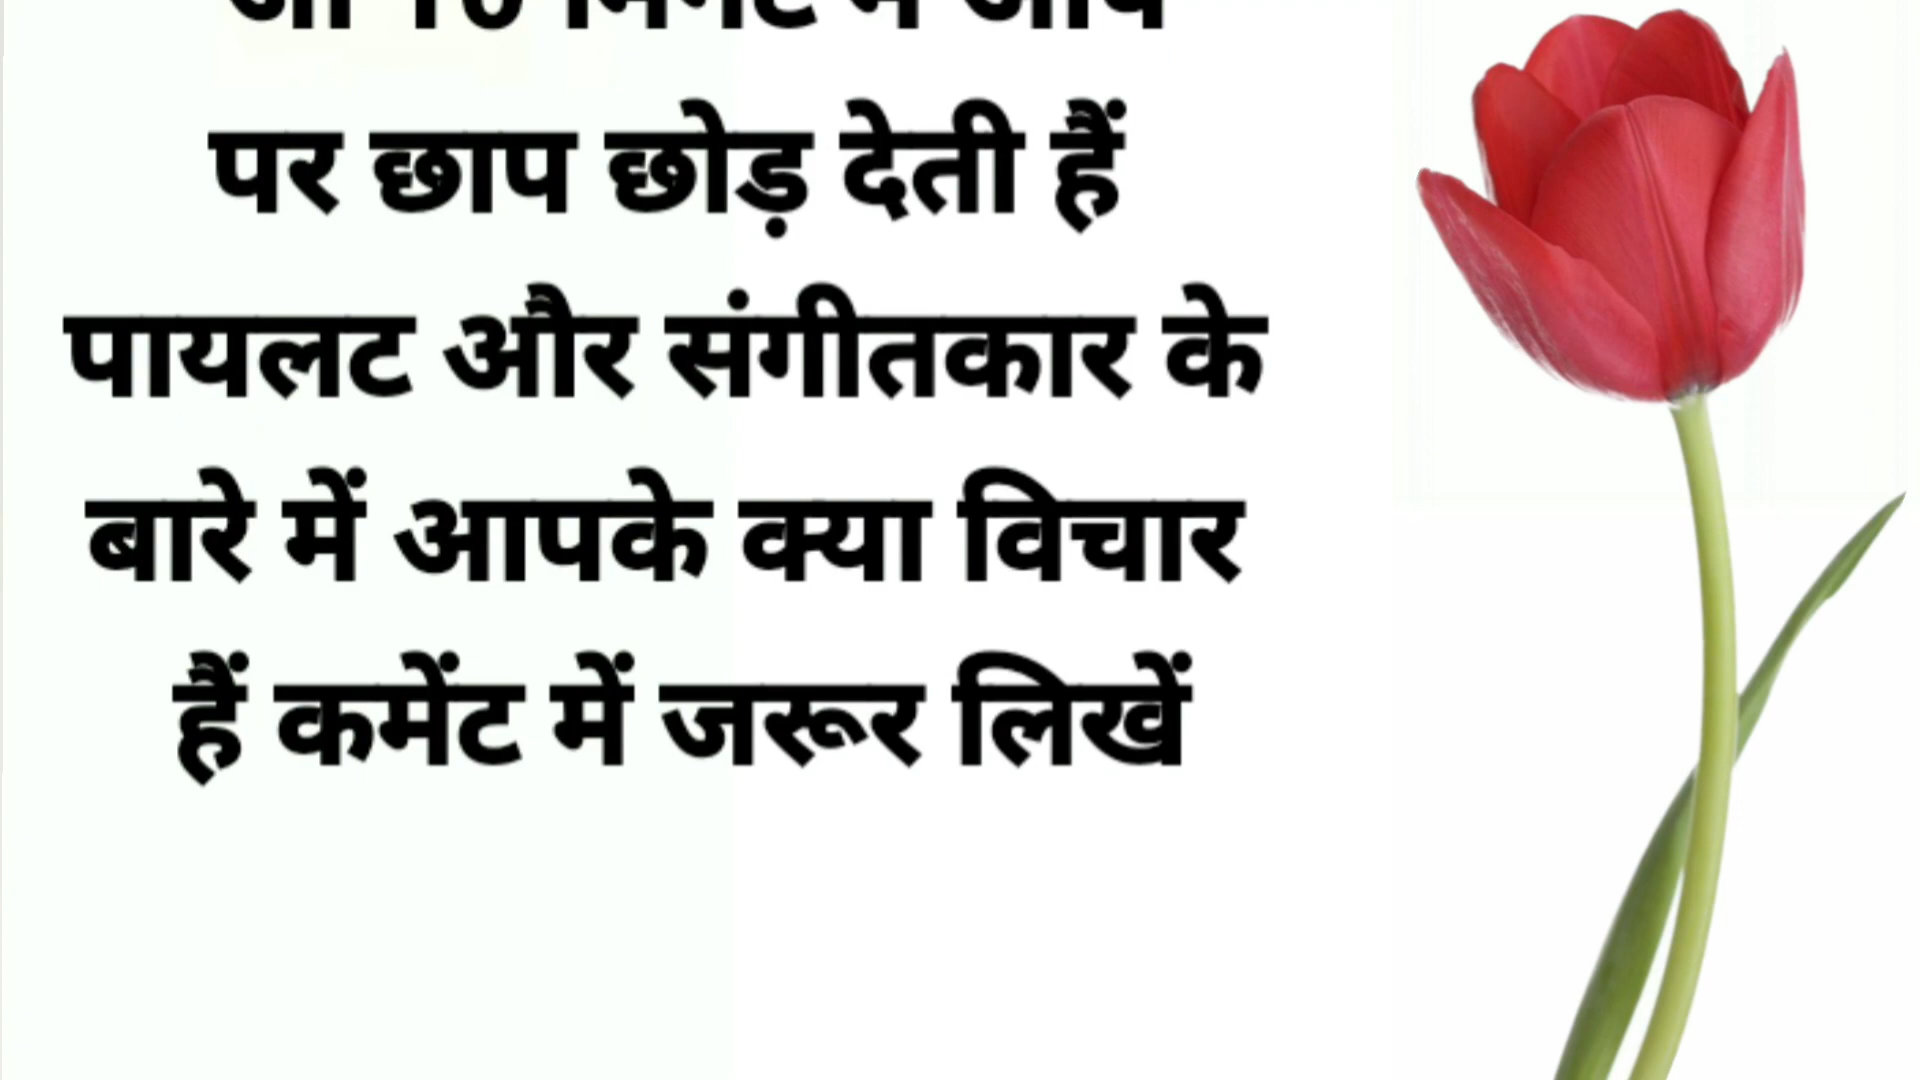 पर छाप छोड़ देती हैं
पायलट और संगीतकार के
बारे में आपके क्या विचार
हैं कमेंट में जरूर लिखें